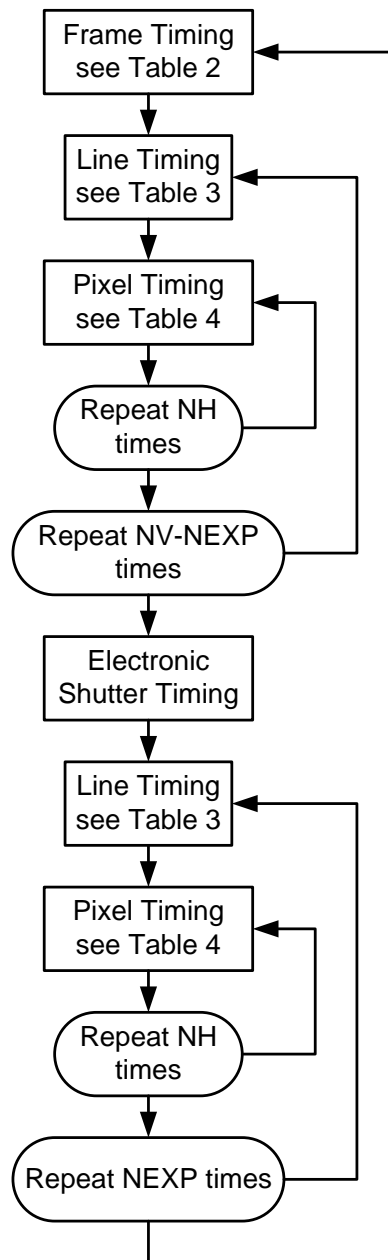 Frame Timing
see Table 2
Line Timing
see Table 3
Pixel Timing
see Table 4
Repeat NH
times
Repeat NV-NEXP
times
Electronic
Shutter Timing
Line Timing
see Table 3
Pixel Timing
see Table 4
Repeat NH
times
Repeat NEXP times